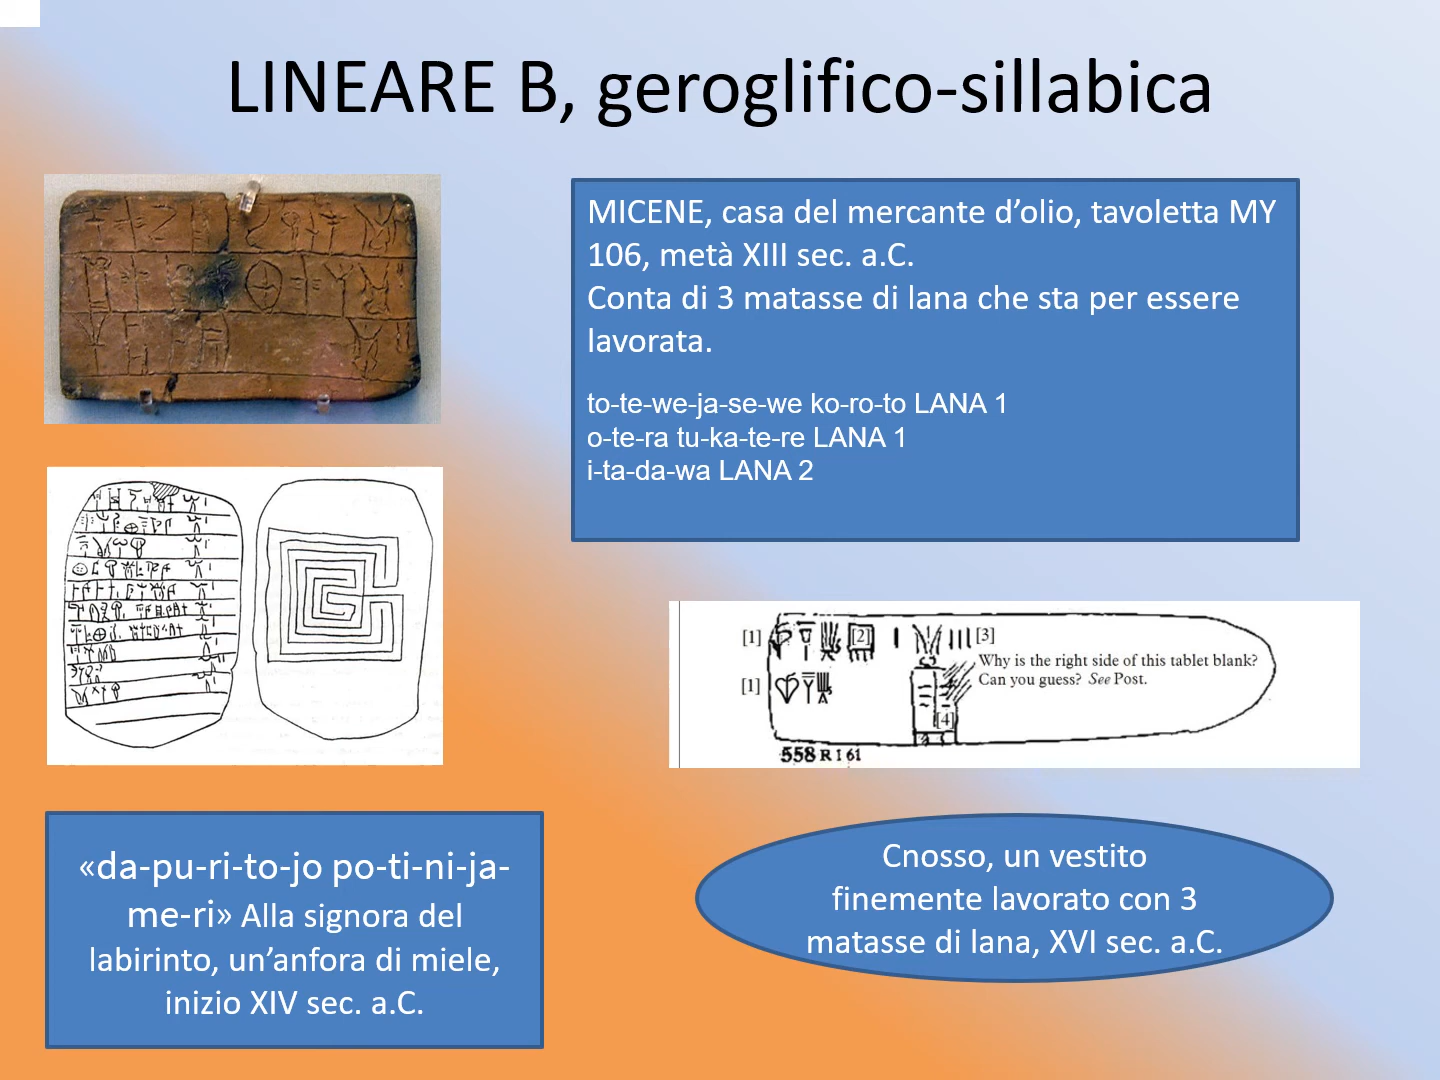 LINEARE B, geroglifico-sillabica
MICENE, casa del mercante d’olio, tavoletta MY
106, metà XIII sec. a.C.
Conta di 3 matasse di lana che sta per essere
lavorata.
to-te-we-ja-se-we ko-ro-to LANA 1
o-te-ra tu-ka-te-re LANA 1
i-ta-da-wa LANA 2
[1] [2] [3]
Why is the right side of this tablet blank?
[1] Can you guess? See Post.
[4]
558 R I 61
«da-pu-ri-to-jo po-ti-ni-ja-
me-ri» Alla signora del
labirinto, un’anfora di miele,
inizio XIV sec. a.C.
Cnosso, un vestito
finemente lavorato con 3
matasse di lana, XVI sec. a.C.